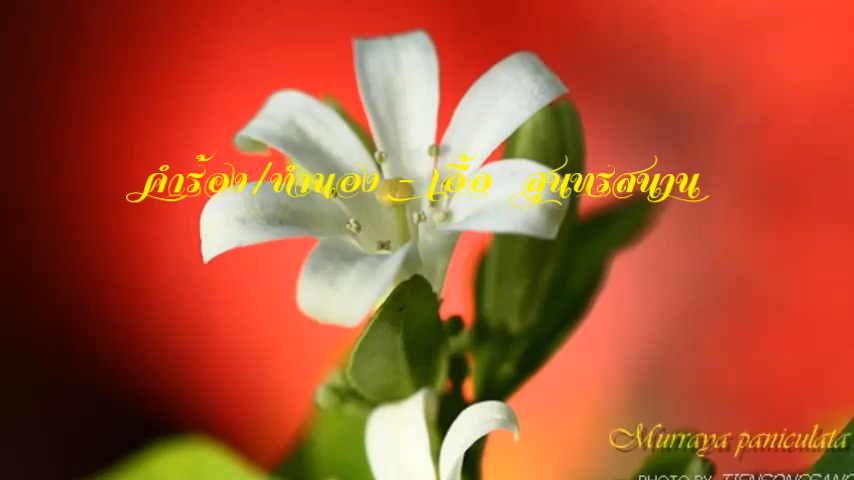 คำร้อง/ทำนอง – เอื้อ สุนทรสนาน
Murraya paniculata
PHOTO BY TIENGONGSANG